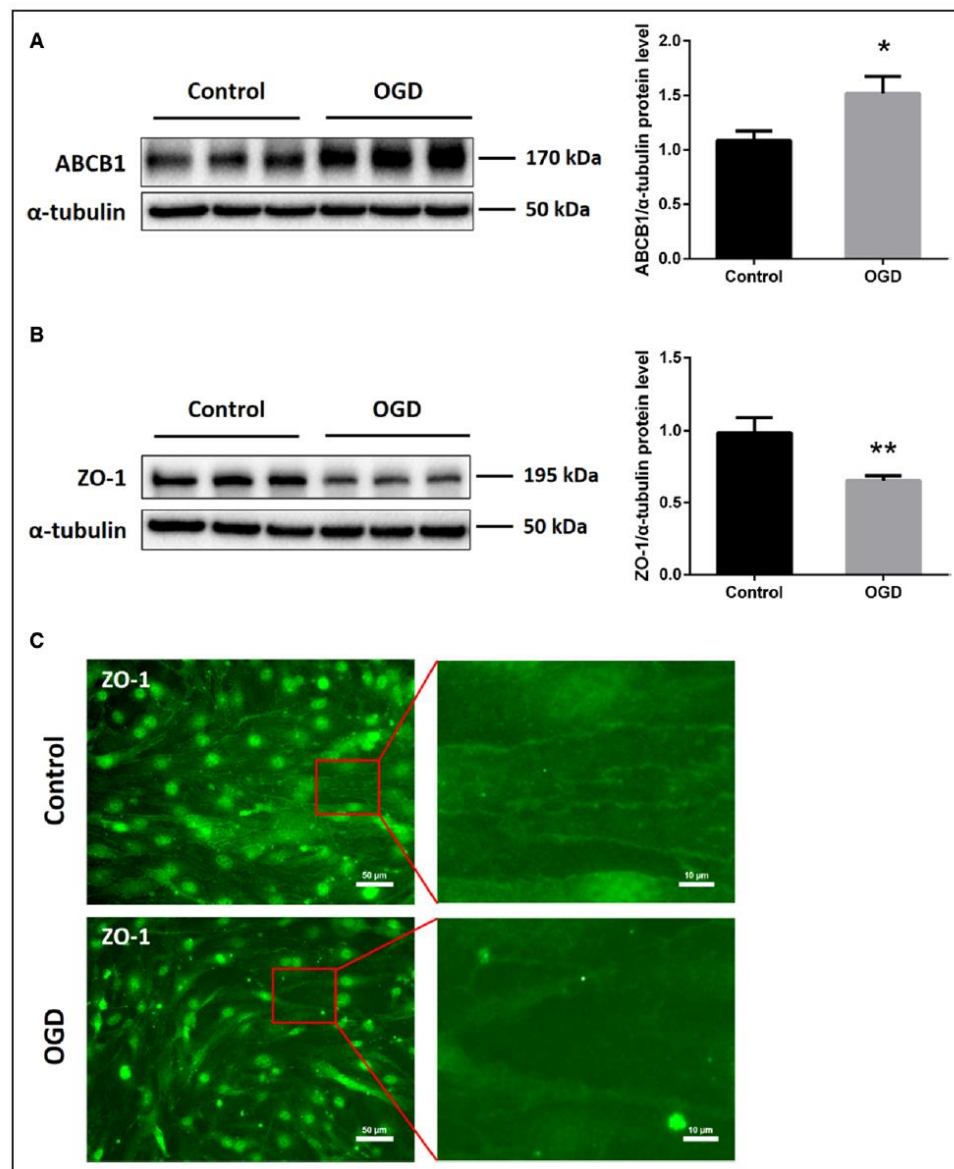 A
Control OGD
ABCB1 170 kDa
α-tubulin 50 kDa
ABCB1/α-tubulin protein level
2.0
*
1.5
1.0
0.5
0.0
Control OGD
B
Control OGD
ZO-1 195 kDa
α-tubulin 50 kDa
ZO-1/α-tubulin protein level
1.5
1.0
**
0.5
0.0
Control OGD
C
Control
ZO-1
50 µm
10 µm
OGD
ZO-1
50 µm
10 µm